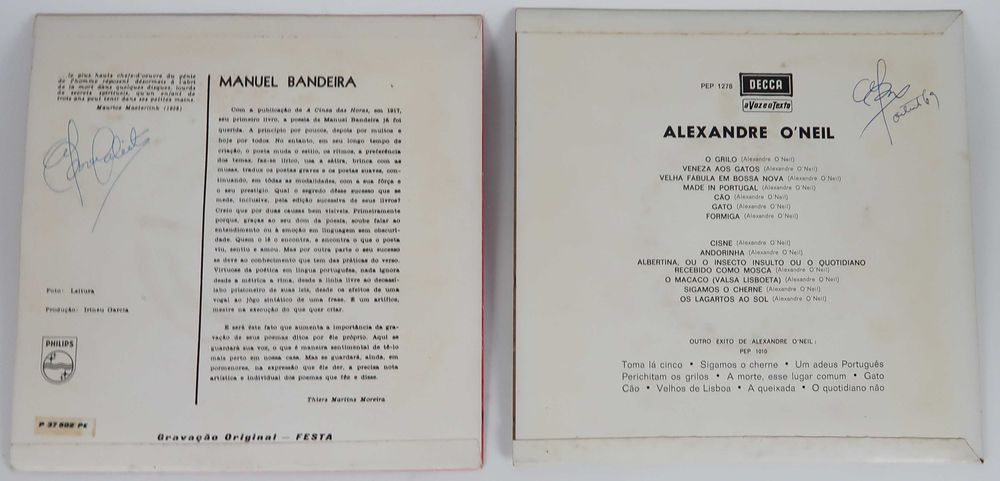 ...le plus hauts chefs-d'oeuvre du génie
de l'homme reposent désormais à l'abri
de la mort dans quelques disques, lourds
de secrets spirituels, qu'un enfant de
trois ans peut tenir dans ses petites mains.
Maurice Maeterlink
Foto: Leitura
Produção: Irineu Garcia
PHILIPS
P 37 502 PE
MANUEL BANDEIRA
Com a publicação de A Cinza das Horas, em 1917,
seu primeiro livro, a poesia de Manuel Bandeira já foi
querida. A princípio por poucos, depois por muitos e
hoje por todos. No entanto, em seu longo tempo de
criação, o poeta muda o estilo, os ritmos, a preferência
dos temas, faz-se lírico, usa a sátira, brinca com as
musas, traduz os poetas graves e os poetas suaves, con-
tinuando, em tôdas as modalidades, com a sua fôrça e
o seu prestígio. Qual o segrêdo dêsse sucesso que se
mede, inclusive, pela edição sucessiva de seus livros?
Creio que por duas causas bem visíveis. Primeiramente
porque, graças ao seu dom da poesia, soube falar ao
entendimento ou à emoção em linguagem sem obscuri-
dade. Quem o lê o encontra, e encontra o que o poeta
viu, sentiu e amou. Mas por outra parte o seu sucesso
se deve ao conhecimento que tem das práticas do verso.
Virtuose da poética em língua portuguêsa, nada ignora
desde a métrica à rima, desde a linha livre ao decassí-
labo prisioneiro de suas leis, desde os efeitos de uma
vogal ao jôgo sintático de uma frase. É um artífice,
mestre na execução do que quer criar.
E será êste fato que aumenta a importância da gra-
vação de seus poemas ditos por êle próprio. Aqui se
guardará sua voz, o que é maneira sentimental de tê-lo
mais perto em nossa casa. Mas se guardará, ainda, em
pormenores, na expressão que êle der, a precisa nota
artística e individual dos poemas que fêz e disse.
Thiers Martins Moreira
Gravação Original — FESTA
PEP 1278
DECCA
a Voz e o Texto
ALEXANDRE O'NEIL
O GRILO (Alexandre O'Neil)
VENEZA AOS GATOS (Alexandre O'Neil)
VELHA FÁBULA EM BOSSA NOVA (Alexandre O'Neil)
MADE IN PORTUGAL (Alexandre O'Neil)
CÃO (Alexandre O'Neil)
GATO (Alexandre O'Neil)
FORMIGA (Alexandre O'Neil)
CISNE (Alexandre O'Neil)
ANDORINHA (Alexandre O'Neil)
ALBERTINA, OU O INSECTO INSULTO OU O QUOTIDIANO
RECEBIDO COMO MOSCA (Alexandre O'Neil)
O MACACO (VALSA LISBOETA) (Alexandre O'Neil)
SIGAMOS O CHERNE (Alexandre O'Neil)
OS LAGARTOS AO SOL (Alexandre O'Neil)
OUTRO ÊXITO DE ALEXANDRE O'NEIL:
PEP 1010
Toma lá cinco • Sigamos o cherne • Um adeus Português
Perichitam os grilos • A morte, esse lugar comum • Gato
Cão • Velhos de Lisboa • A queixada • O quotidiano não